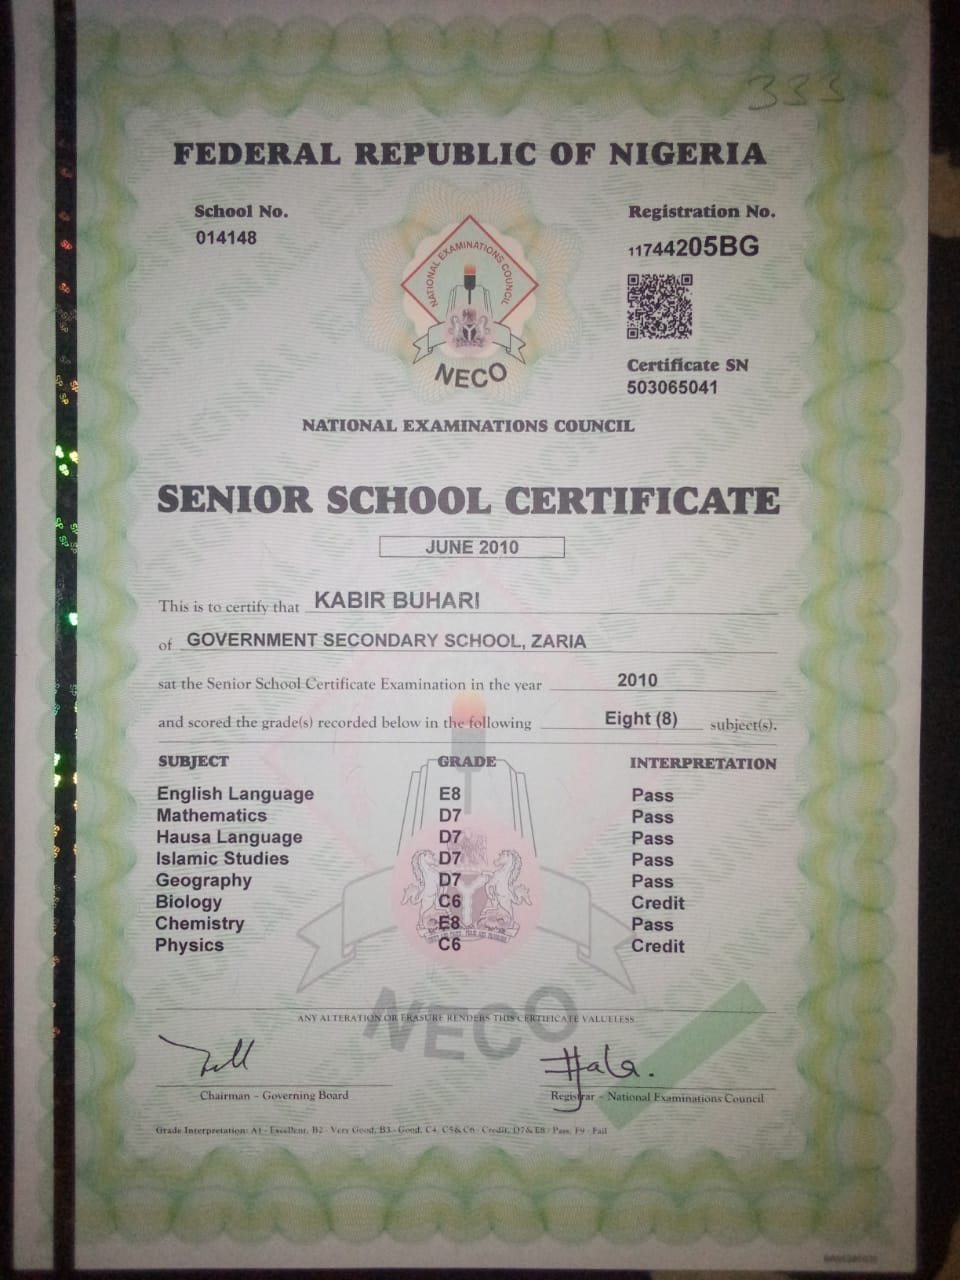 333
FEDERAL REPUBLIC OF NIGERIA
School No.
014148
Registration No.
11744205BG
NATIONAL EXAMINATIONS COUNCIL
NECO
Certificate SN
503065041
NATIONAL EXAMINATIONS COUNCIL
SENIOR SCHOOL CERTIFICATE
JUNE 2010
This is to certify that KABIR BUHARI
of GOVERNMENT SECONDARY SCHOOL, ZARIA
sat the Senior School Certificate Examination in the year 2010
and scored the grade(s) recorded below in the following Eight (8) subject(s).
SUBJECT GRADE INTERPRETATION
English Language E8 Pass
Mathematics D7 Pass
Hausa Language D7 Pass
Islamic Studies D7 Pass
Geography D7 Pass
Biology C6 Credit
Chemistry E8 Pass
Physics C6 Credit
NECO
ANY ALTERATION OR ERASURE RENDERS THIS CERTIFICATE VALUELESS
Chairman - Governing Board
Registrar - National Examinations Council
Grade Interpretation: A1 - Excellent, B2 - Very Good, B3 - Good, C4, C5& C6 - Credit, D7& E8 - Pass, F9 - Fail